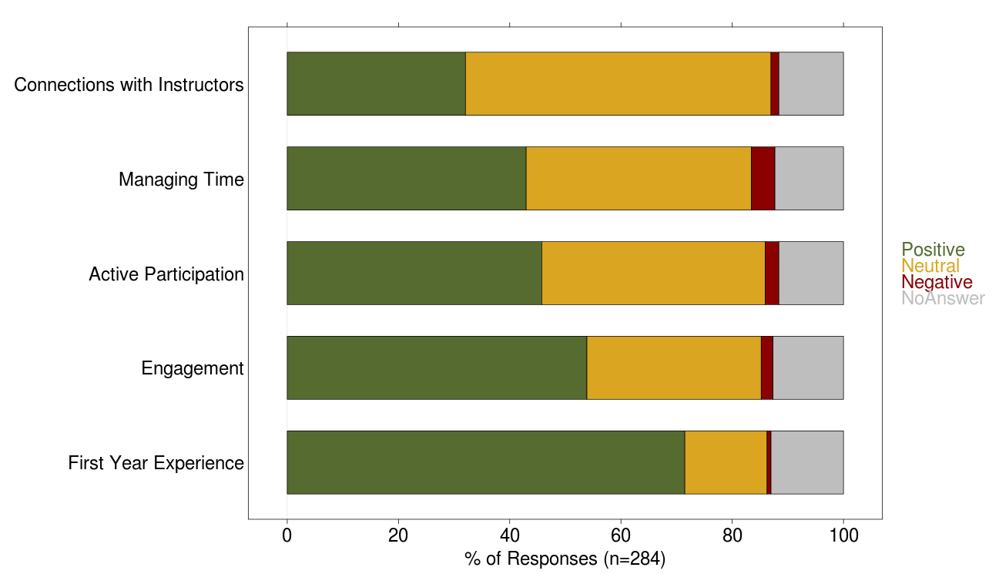 Connections with Instructors
Managing Time
Active Participation
Engagement
First Year Experience
Positive
Neutral
Negative
NoAnswer
0 20 40 60 80 100
% of Responses (n=284)